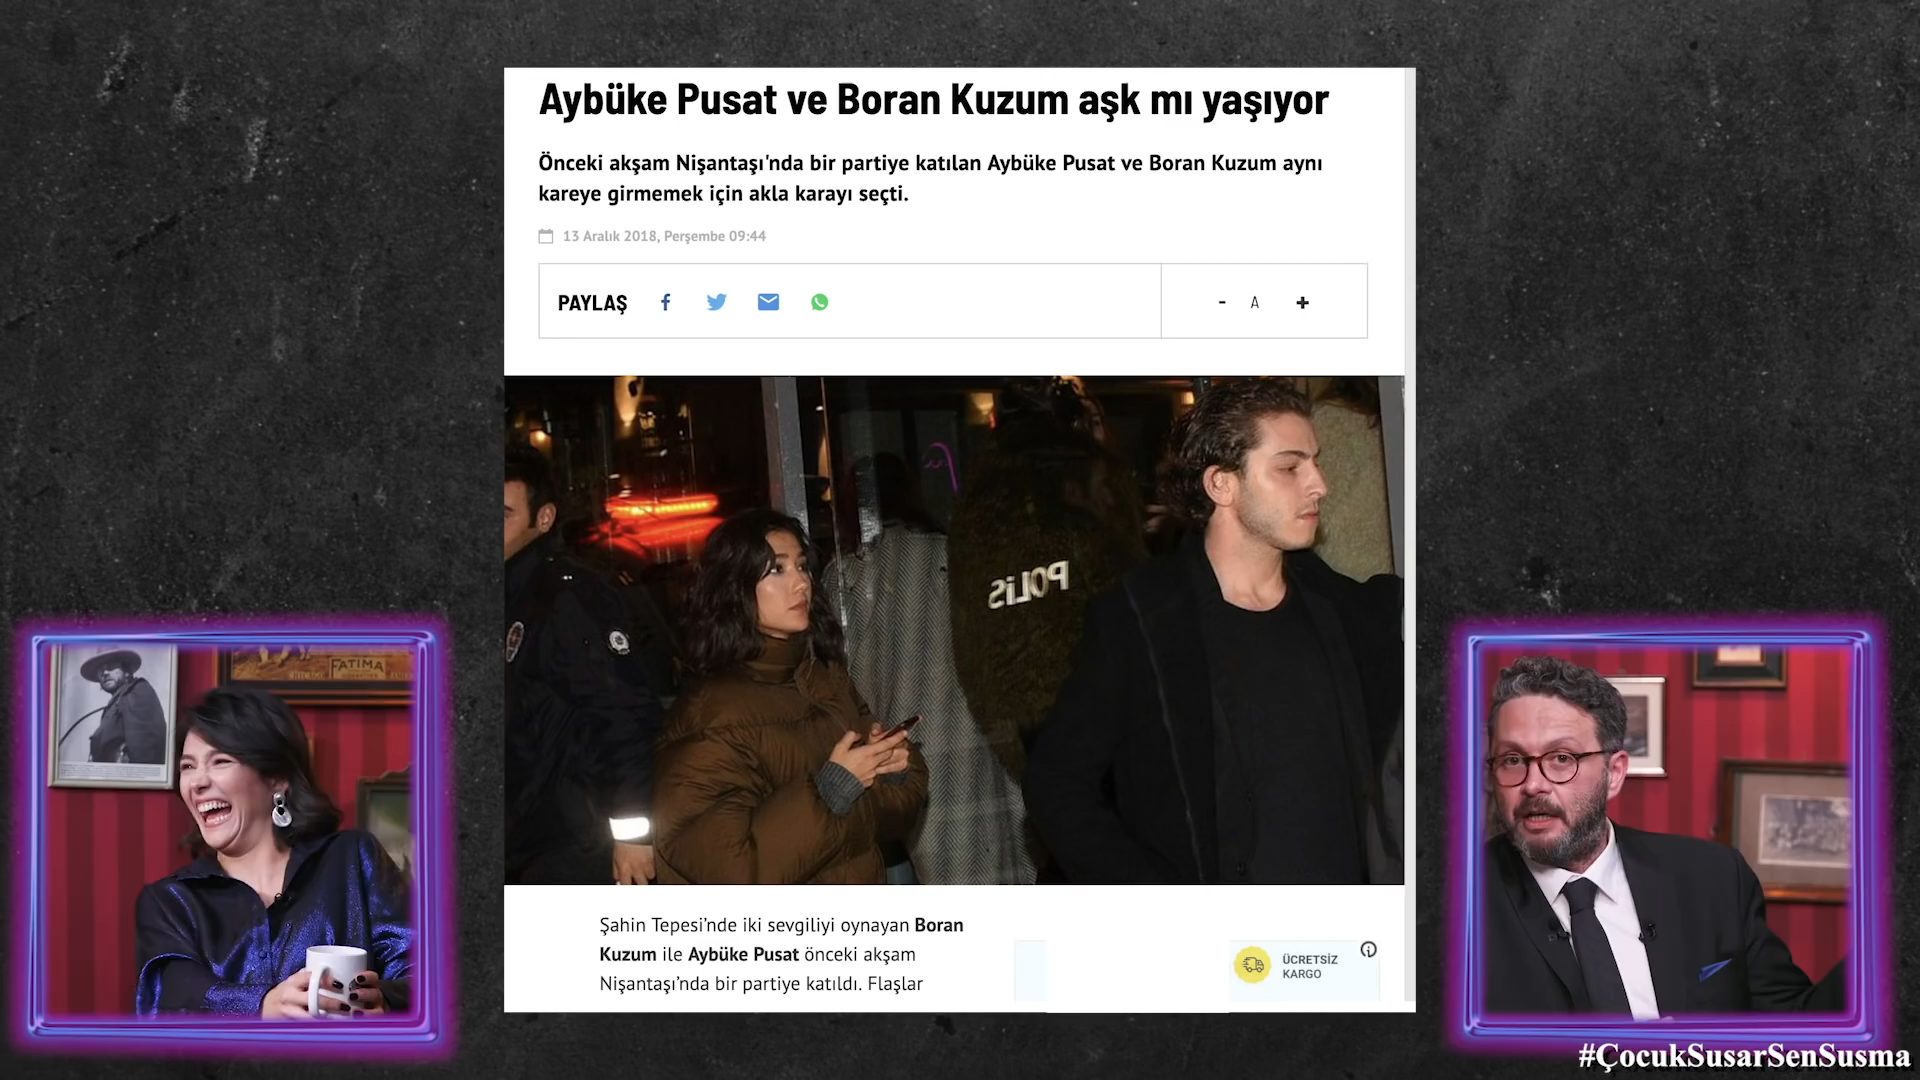 Aybüke Pusat ve Boran Kuzum aşk mı yaşıyor
Önceki akşam Nişantaşı'nda bir partiye katılan Aybüke Pusat ve Boran Kuzum aynı
kareye girmemek için akla karayı seçti.
13 Aralık 2018, Perşembe 09:44
PAYLAŞ
- A +
POLiS
FATIMA
Şahin Tepesi’nde iki sevgiliyi oynayan Boran
Kuzum ile Aybüke Pusat önceki akşam
Nişantaşı’nda bir partiye katıldı. Flaşlar
ÜCRETSİZ
KARGO
#ÇocukSusarSenSusma